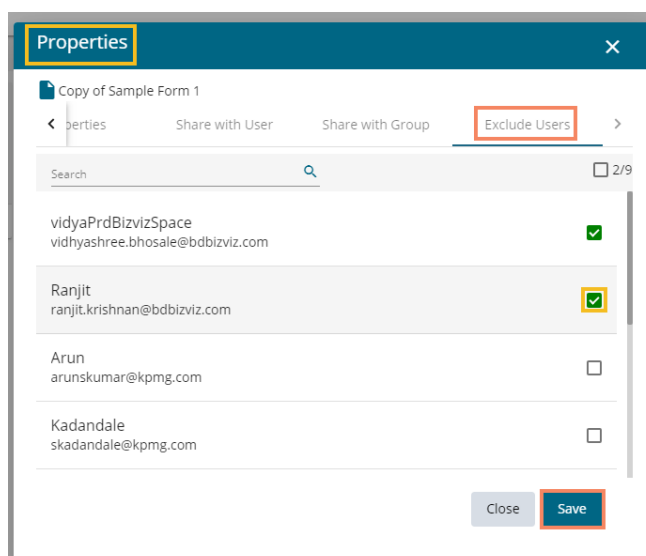 Properties
Copy of Sample Form 1
perties Share with User Share with Group Exclude Users
Search 2/9
vidyaPrdBizvizSpace
vidhyashree.bhosale@bdbizviz.com
Ranjit
ranjit.krishnan@bdbizviz.com
Arun
arunskumar@kpmg.com
Kadandale
skadandale@kpmg.com
Close Save